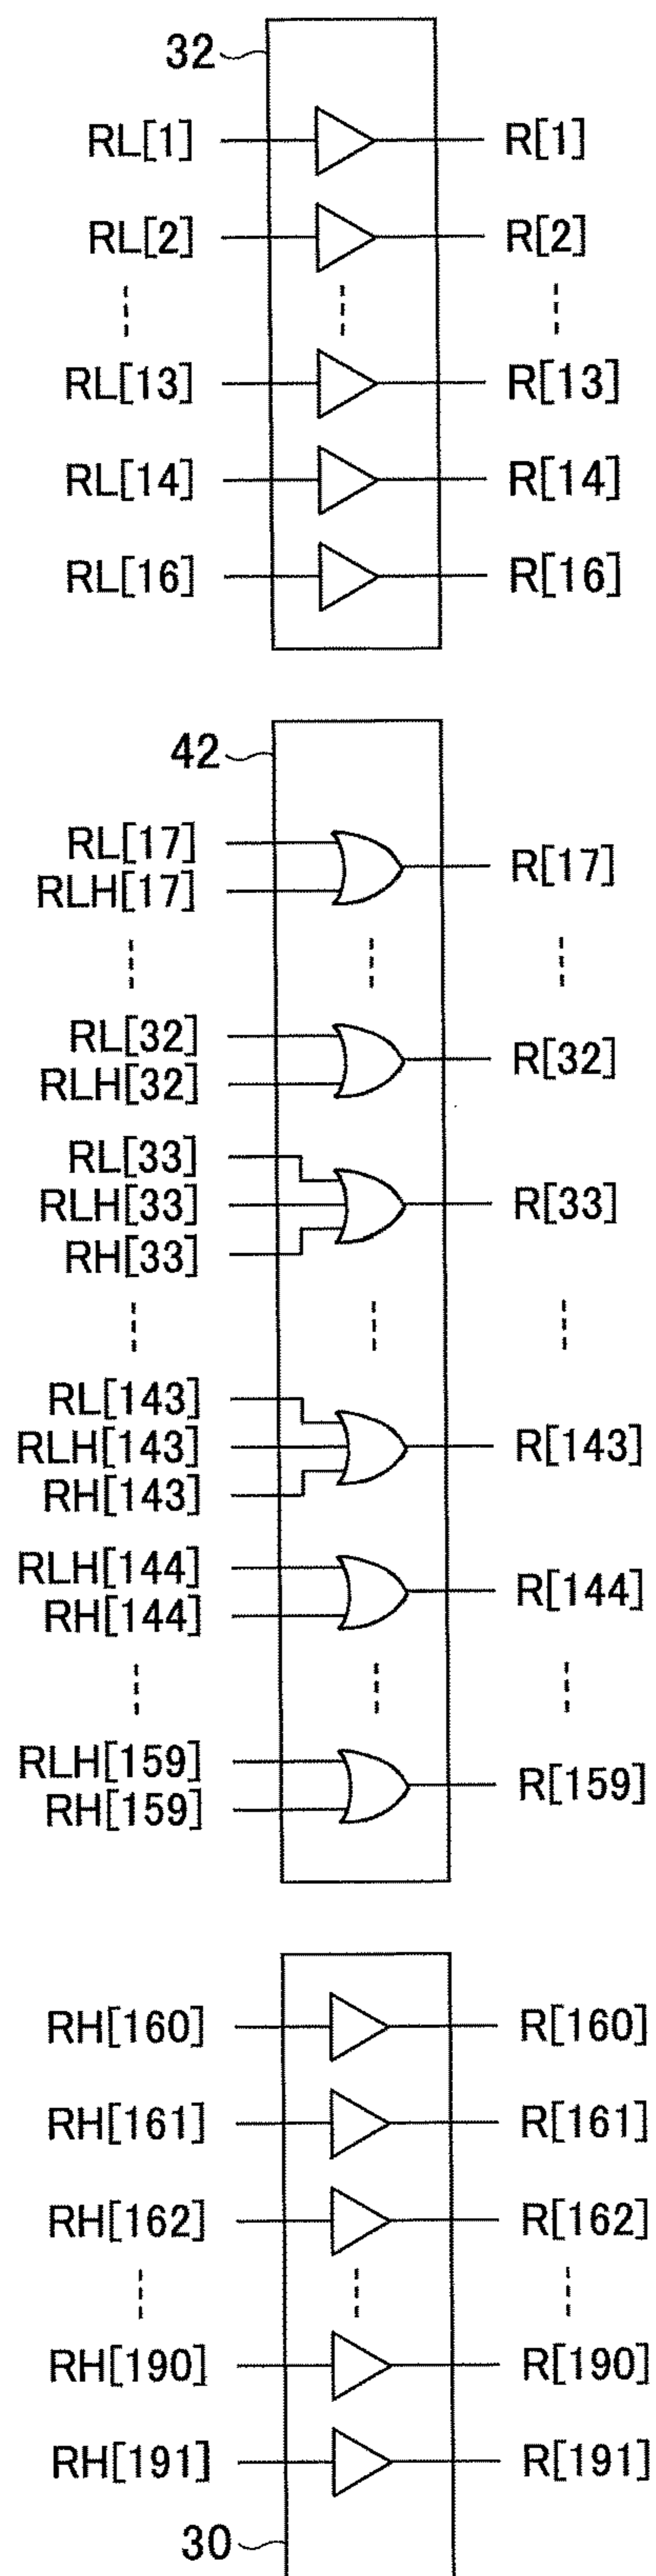 32
RL[1] R[1]
RL[2] R[2]
RL[13] R[13]
RL[14] R[14]
RL[16] R[16]
42
RL[17]
RLH[17] R[17]
RL[32]
RLH[32] R[32]
RL[33]
RLH[33] R[33]
RH[33]
RL[143]
RLH[143] R[143]
RH[143]
RLH[144]
RH[144] R[144]
RLH[159]
RH[159] R[159]
RH[160] R[160]
RH[161] R[161]
RH[162] R[162]
RH[190] R[190]
RH[191] R[191]
30